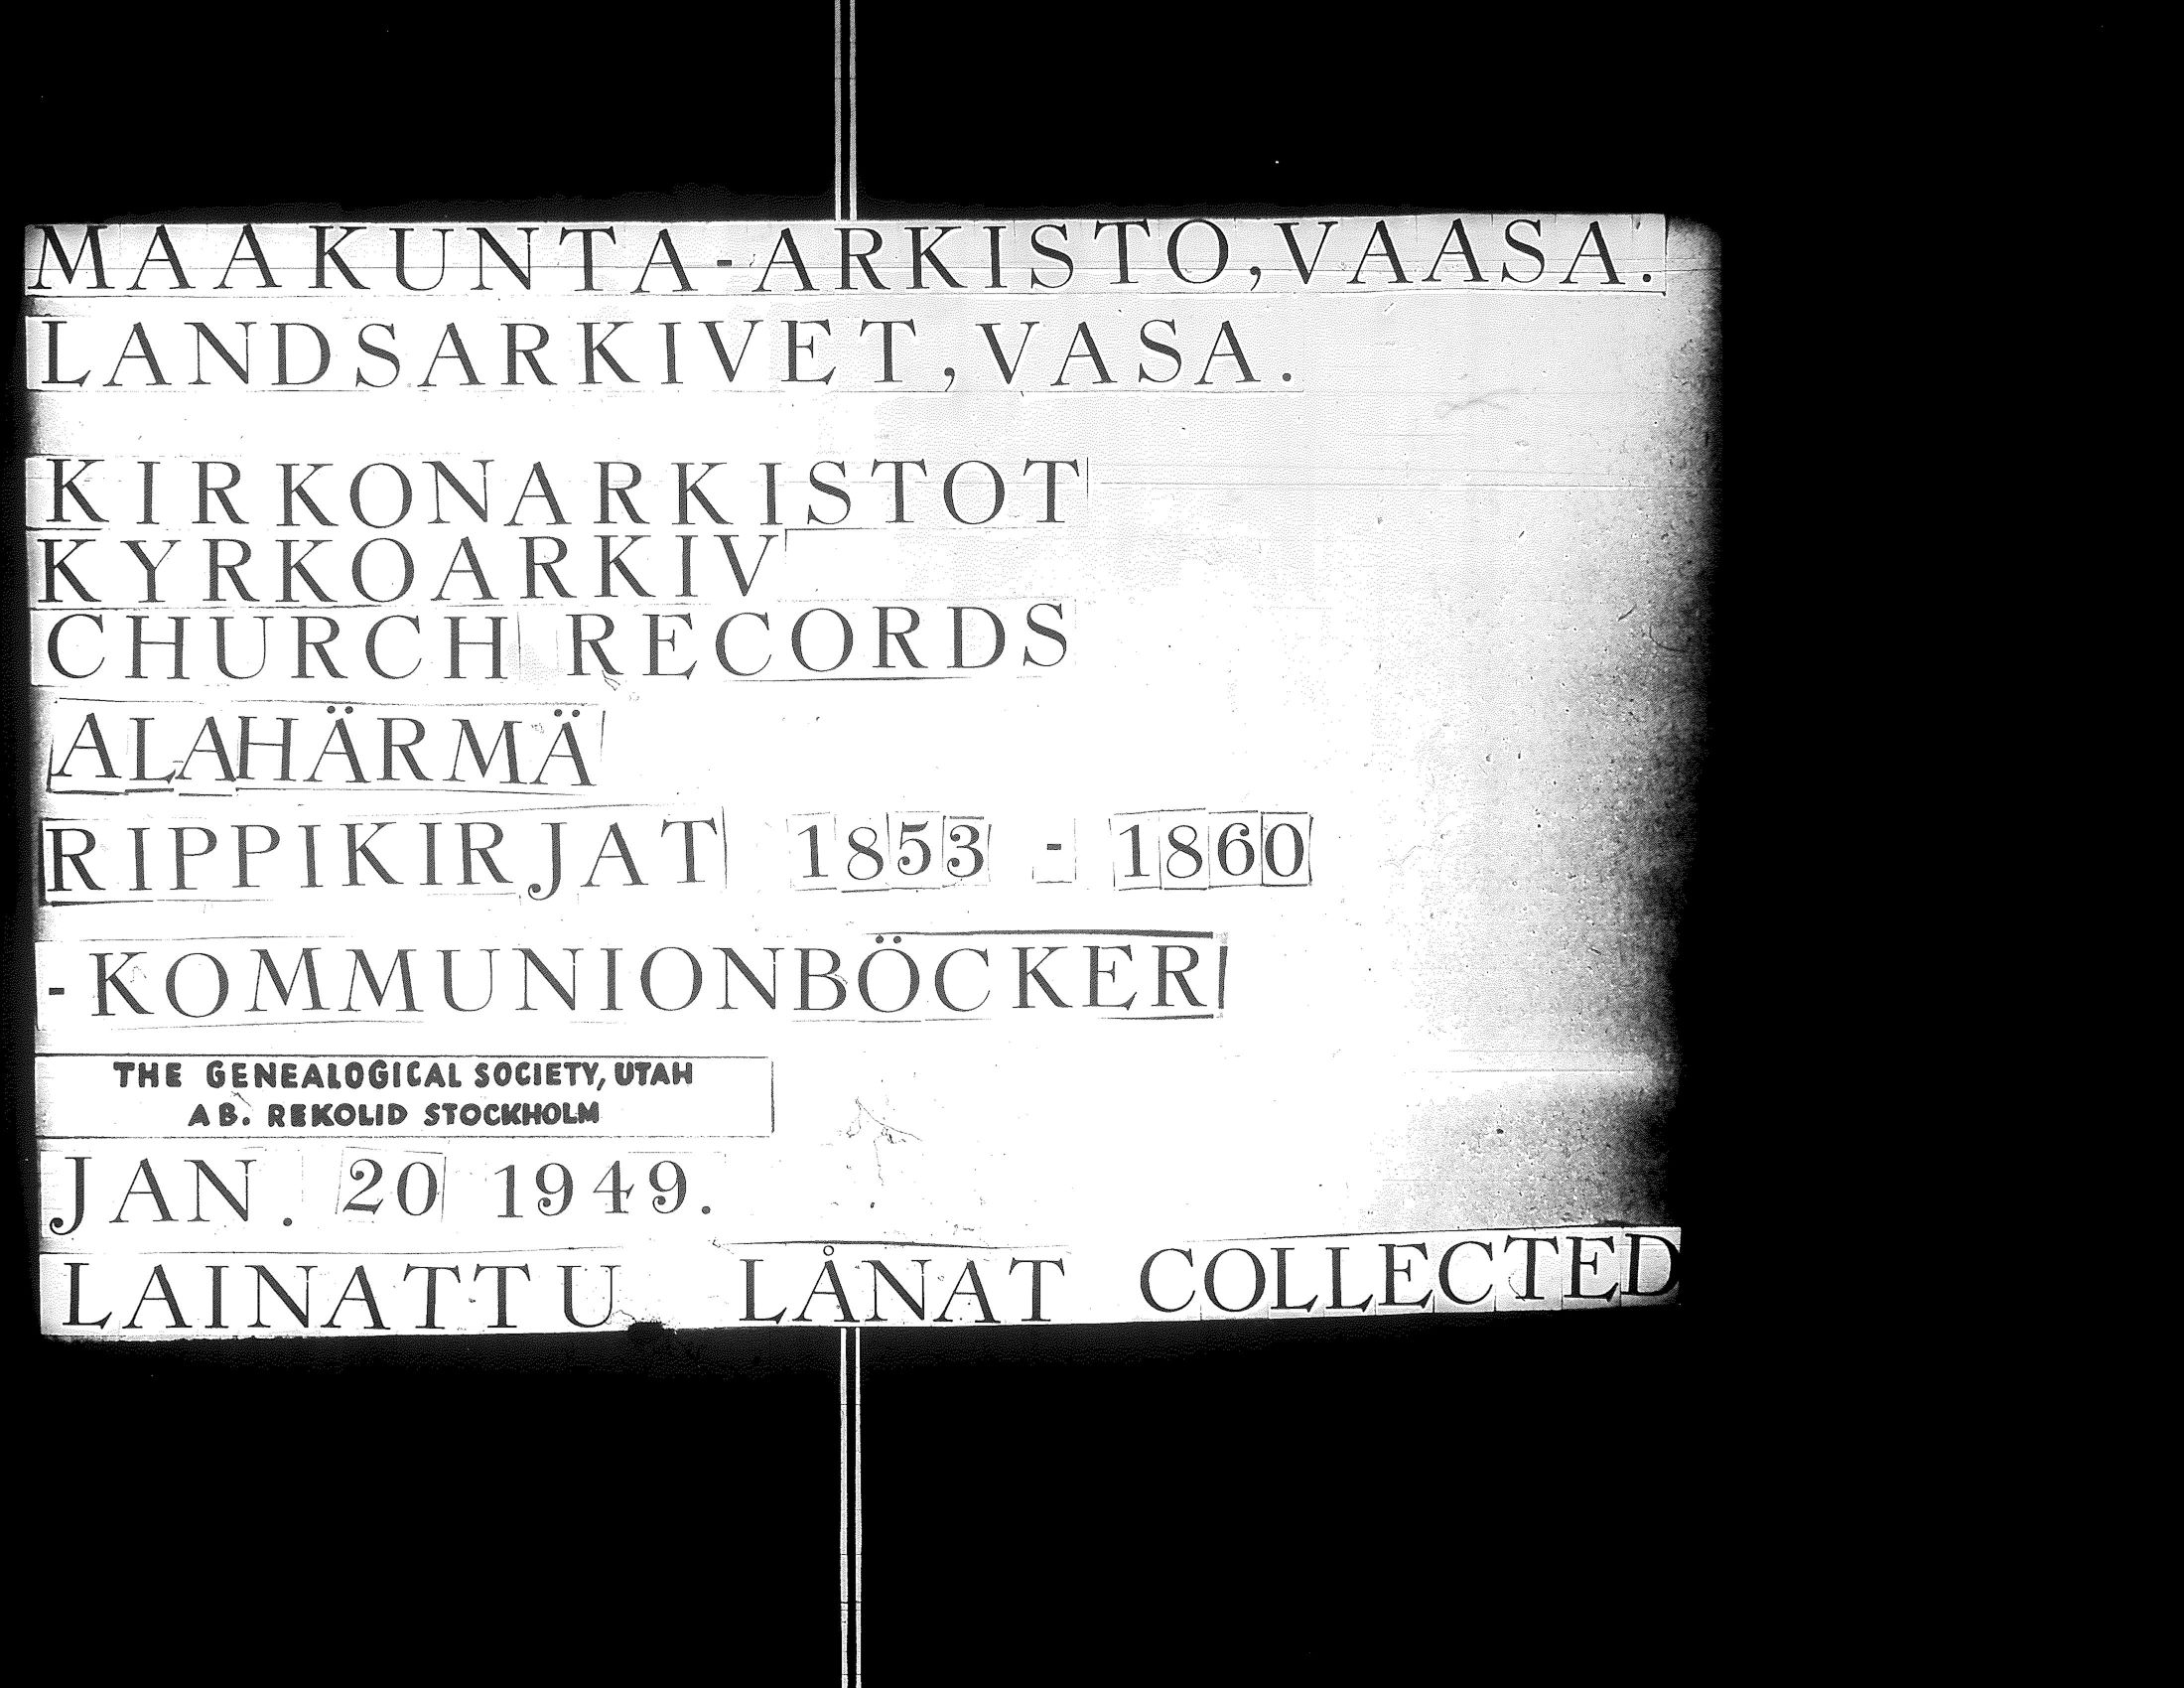 MAAKUNTA-ARKISTO, VAASA.
LANDSARKIVET, VASA.
KIRKONARKISTOT
KYRKOARKIV
CHURCH RECORDS
ALAHÄRMÄ
RIPPIKIRJAT 1853 - 1860
-KOMMUNIONBÖCKER
THE GENEALOGICAL SOCIETY, UTAH
AB. REKOLID STOCKHOLM
JAN. 20 1949.
LAINATTU LÅNAT COLLECTED